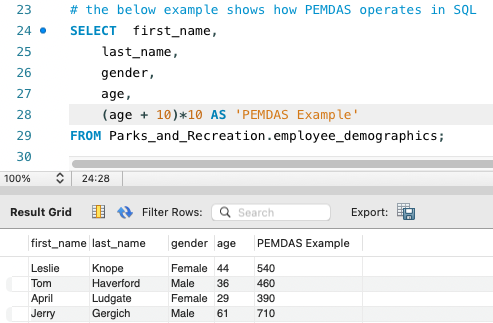 23 # the below example shows how PEMDAS operates in SQL
24 SELECT first_name,
25 last_name,
26 gender,
27 age,
28 (age + 10)*10 AS 'PEMDAS Example'
29 FROM Parks_and_Recreation.employee_demographics;
30
100% 24:28
Result Grid Filter Rows: Search Export:
first_name last_name gender age PEMDAS Example
Leslie Knope Female 44 540
Tom Haverford Male 36 460
April Ludgate Female 29 390
Jerry Gergich Male 61 710